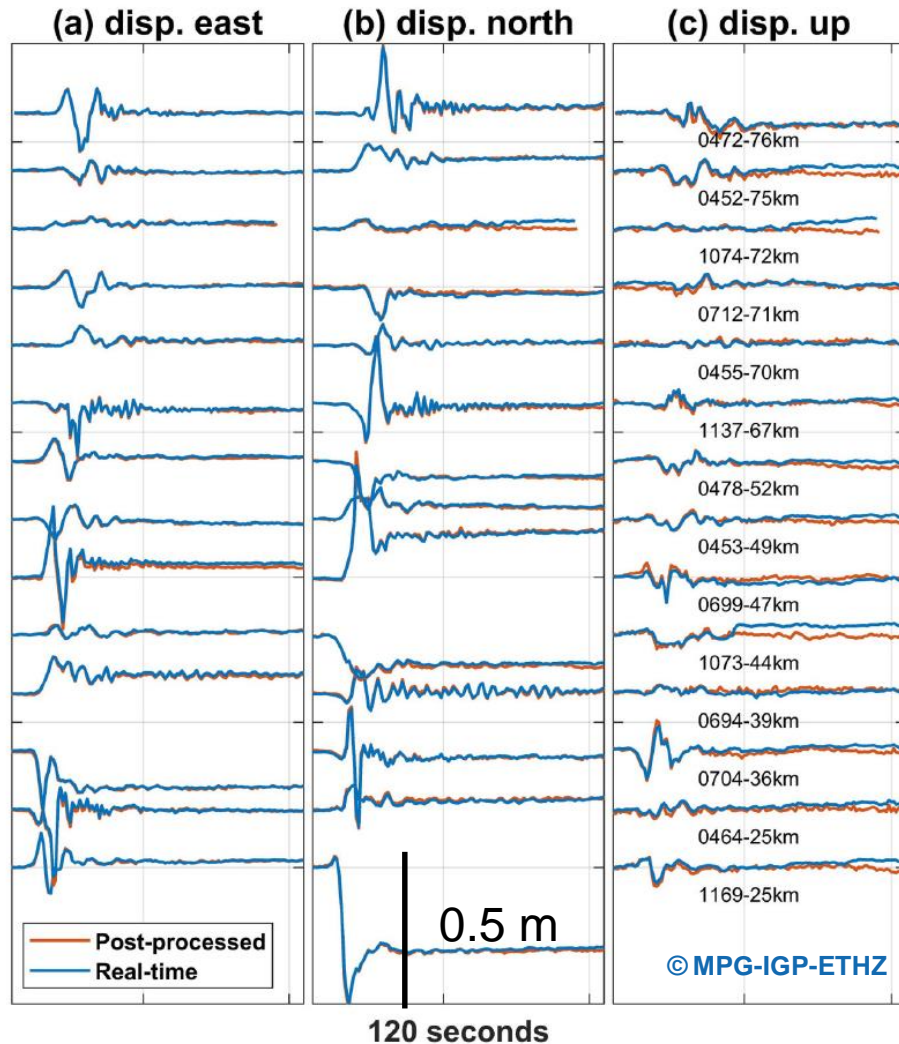 (a) disp. east
(b) disp. north
(c) disp. up
0472-76km
0452-75km
1074-72km
0712-71km
0455-70km
1137-67km
0478-52km
0453-49km
0699-47km
1073-44km
0694-39km
0704-36km
0464-25km
1169-25km
Post-processed
Real-time
0.5 m
© MPG-IGP-ETHZ
120 seconds